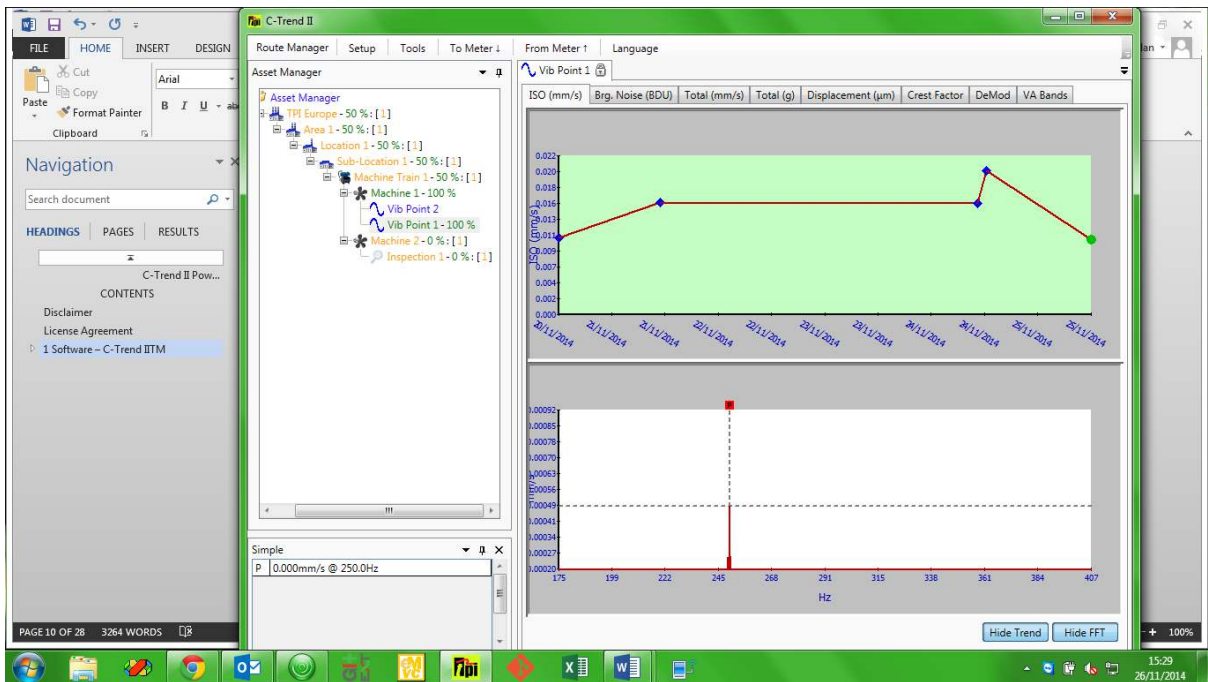 C-Trend II
lan
FILE HOME INSERT DESIGN
Cut
Copy
Paste
Format Painter
Clipboard
Arial
B I U
Navigation
Search document
HEADINGS PAGES RESULTS
C-Trend II Pow...
CONTENTS
Disclaimer
License Agreement
1 Software – C-Trend IITM
PAGE 10 OF 28 3264 WORDS
Route Manager Setup Tools To Meter ↓ From Meter ↑ Language
Asset Manager
Asset Manager
TPI Europe - 50 %: [1]
Area 1 - 50 %: [1]
Location 1 - 50 %: [1]
Sub-Location 1 - 50 %: [1]
Machine Train 1 - 50 %: [1]
Machine 1 - 100 %
Vib Point 2
Vib Point 1 - 100 %
Machine 2 - 0 %: [1]
Inspection 1 - 0 %: [1]
Simple
P 0.000mm/s @ 250.0Hz
Vib Point 1
ISO (mm/s) Brg. Noise (BDU) Total (mm/s) Total (g) Displacement (µm) Crest Factor DeMod VA Bands
ISO (mm/s)
0.022
0.020
0.018
0.016
0.013
0.011
0.009
0.007
0.004
0.002
0.000
20/11/2014 21/11/2014 21/11/2014 22/11/2014 22/11/2014 23/11/2014 23/11/2014 24/11/2014 24/11/2014 25/11/2014 25/11/2014
P
mm/s
0.00092
0.00085
0.00078
0.00070
0.00063
0.00056
0.00049
0.00041
0.00034
0.00027
0.00020
175 199 222 245 268 291 315 338 361 384 407
Hz
Hide Trend Hide FFT
100%
tpi
15:29
26/11/2014